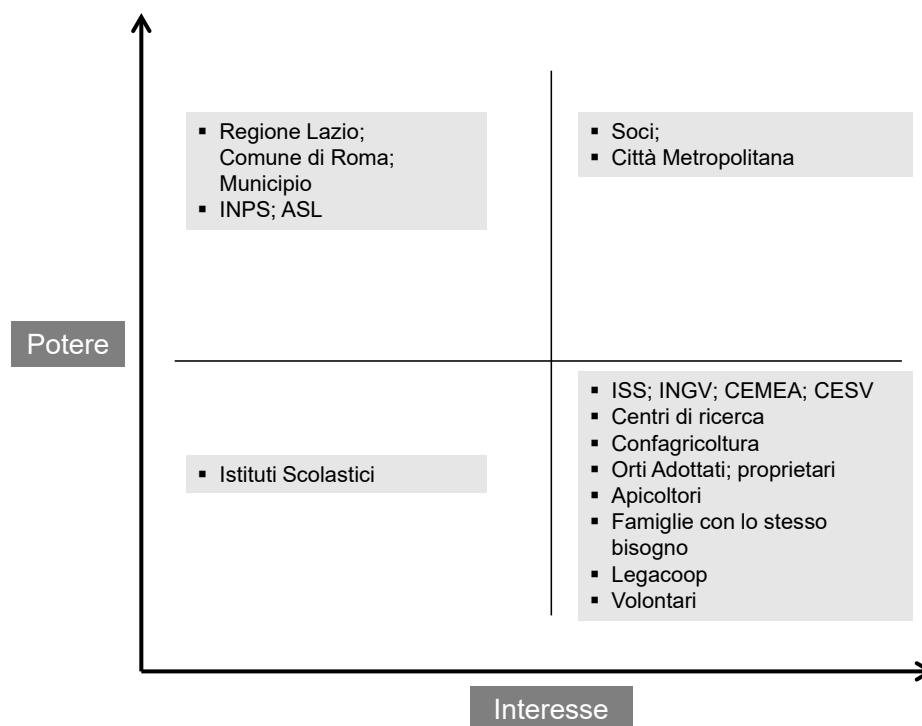 ▪ Regione Lazio;
Comune di Roma;
Municipio
▪ INPS; ASL
▪ Soci;
▪ Città Metropolitana
Potere
▪ Istituti Scolastici
▪ ISS; INGV; CEMEA; CESV
▪ Centri di ricerca
▪ Confagricoltura
▪ Orti Adottati; proprietari
▪ Apicoltori
▪ Famiglie con lo stesso
bisogno
▪ Legacoop
▪ Volontari
Interesse